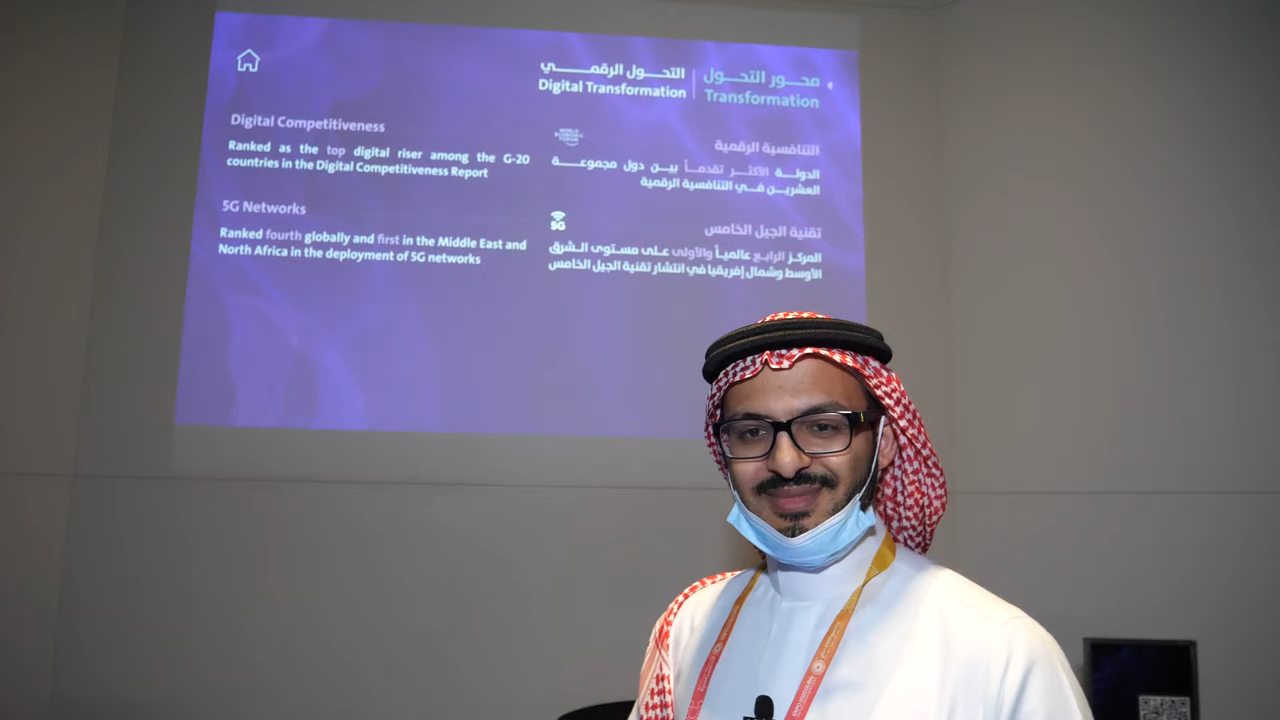 محور التحول
التحول الرقمي
Transformation
Digital Transformation
Digital Competitiveness
Ranked as the top digital riser among the G-20
countries in the Digital Competitiveness Report
5G Networks
Ranked fourth globally and first in the Middle East and
North Africa in the deployment of 5G networks
WORLD
ECONOMIC
FORUM
التنافسية الرقمية
الدولة الأكثر تقدماً بين دول مجموعة
العشرين في التنافسية الرقمية
5G
تقنية الجيل الخامس
المركز الرابع عالمياً والأولى على مستوى الشرق
الأوسط وشمال إفريقيا في انتشار تقنية الجيل الخامس